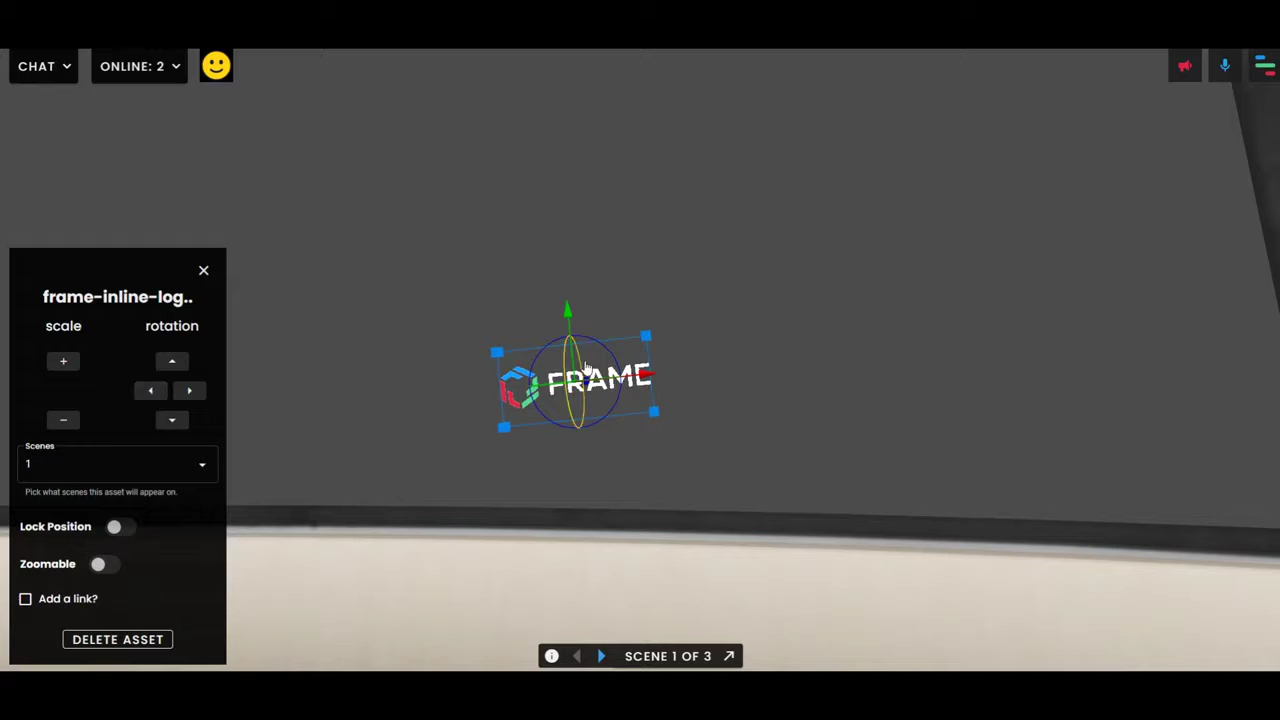 CHAT
ONLINE: 2
frame-inline-log..
scale
rotation
+
−
Scenes
1
Pick what scenes this asset will appear on.
Lock Position
Zoomable
Add a link?
DELETE ASSET
FRAME
SCENE 1 OF 3